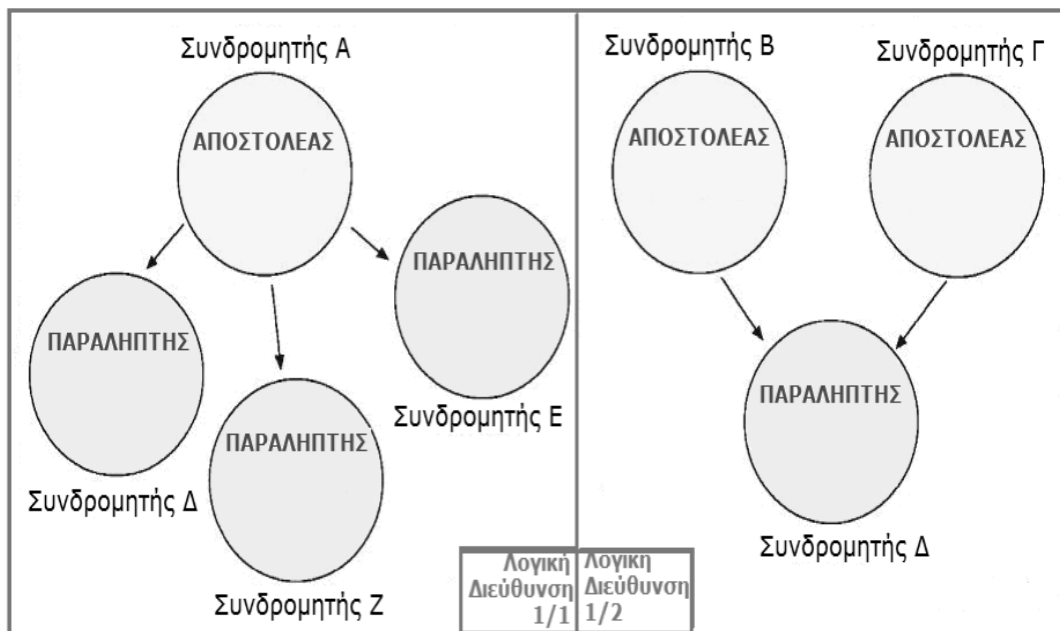 Συνδρομητής Α
ΑΠΟΣΤΟΛΕΑΣ
ΠΑΡΑΛΗΠΤΗΣ
Συνδρομητής Ε
ΠΑΡΑΛΗΠΤΗΣ
Συνδρομητής Δ
ΠΑΡΑΛΗΠΤΗΣ
Συνδρομητής Ζ
Λογική
Διεύθυνση
1/1
Συνδρομητής Β
ΑΠΟΣΤΟΛΕΑΣ
Συνδρομητής Γ
ΑΠΟΣΤΟΛΕΑΣ
ΠΑΡΑΛΗΠΤΗΣ
Συνδρομητής Δ
Λογικη
Διεύθυνση
1/2